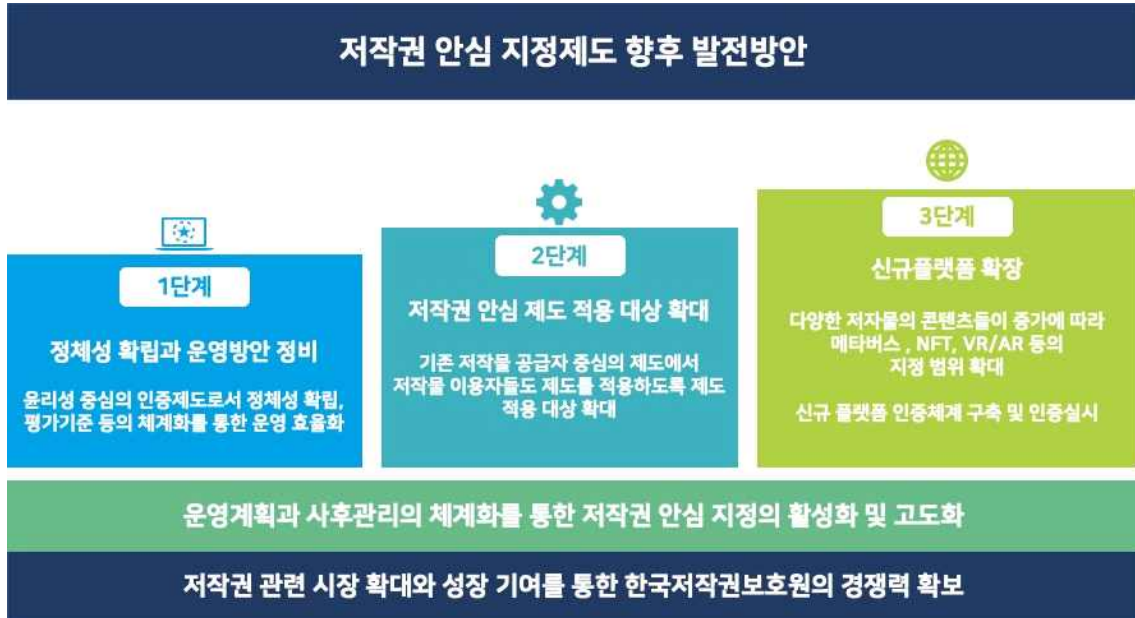 저작권 안심 지정제도 향후 발전방안
1단계
정체성 확립과 운영방안 정비
윤리성 중심의 인증제도로서 정체성 확립,
평가기준 등의 체계화를 통한 운영 효율화
2단계
저작권 안심 제도 적용 대상 확대
기존 저작물 공급자 중심의 제도에서
저작물 이용자들도 제도를 적용하도록 제도
적용 대상 확대
3단계
신규플랫폼 확장
다양한 저자물의 콘텐츠들이 증가에 따라
메타버스 , NFT, VR/AR 등의
지정 범위 확대
신규 플랫폼 인증체계 구축 및 인증실시
운영계획과 사후관리의 체계화를 통한 저작권 안심 지정의 활성화 및 고도화
저작권 관련 시장 확대와 성장 기여를 통한 한국저작권보호원의 경쟁력 확보